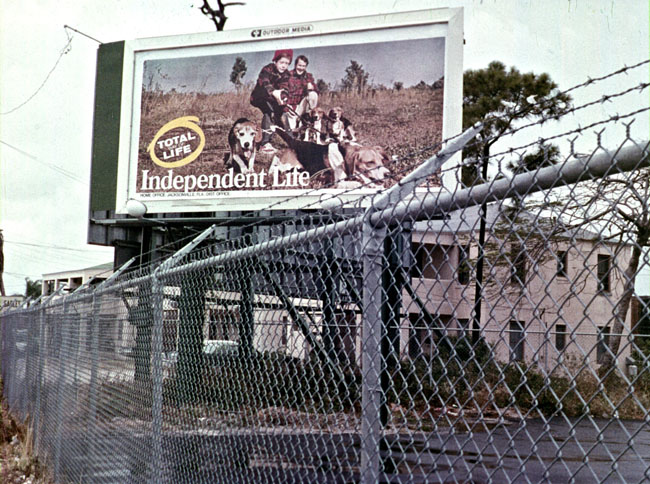 OUTDOOR MEDIA
TOTAL
LIFE
Independent Life
HOME OFFICE JACKSONVILLE, FLA.